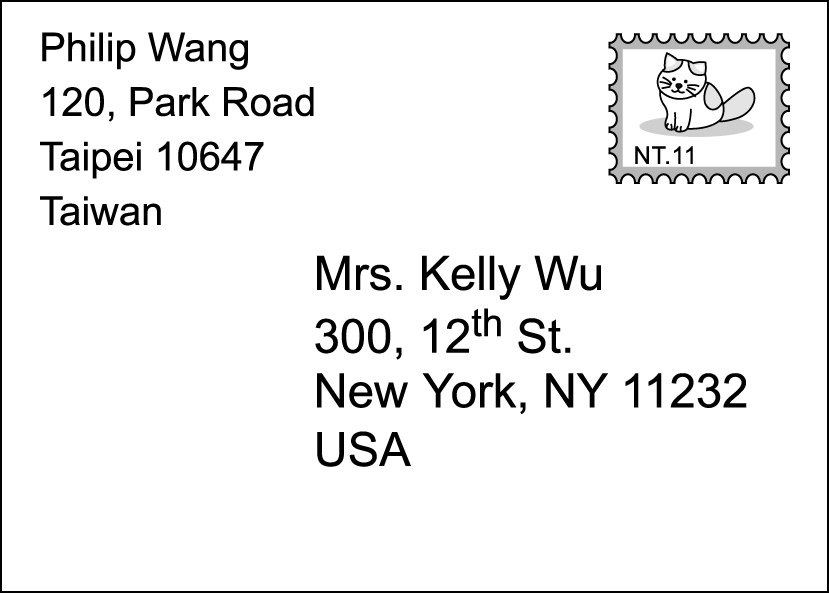 Philip Wang
120, Park Road
Taipei 10647
Taiwan
NT.11
Mrs. Kelly Wu
300, 12th St.
New York, NY 11232
USA